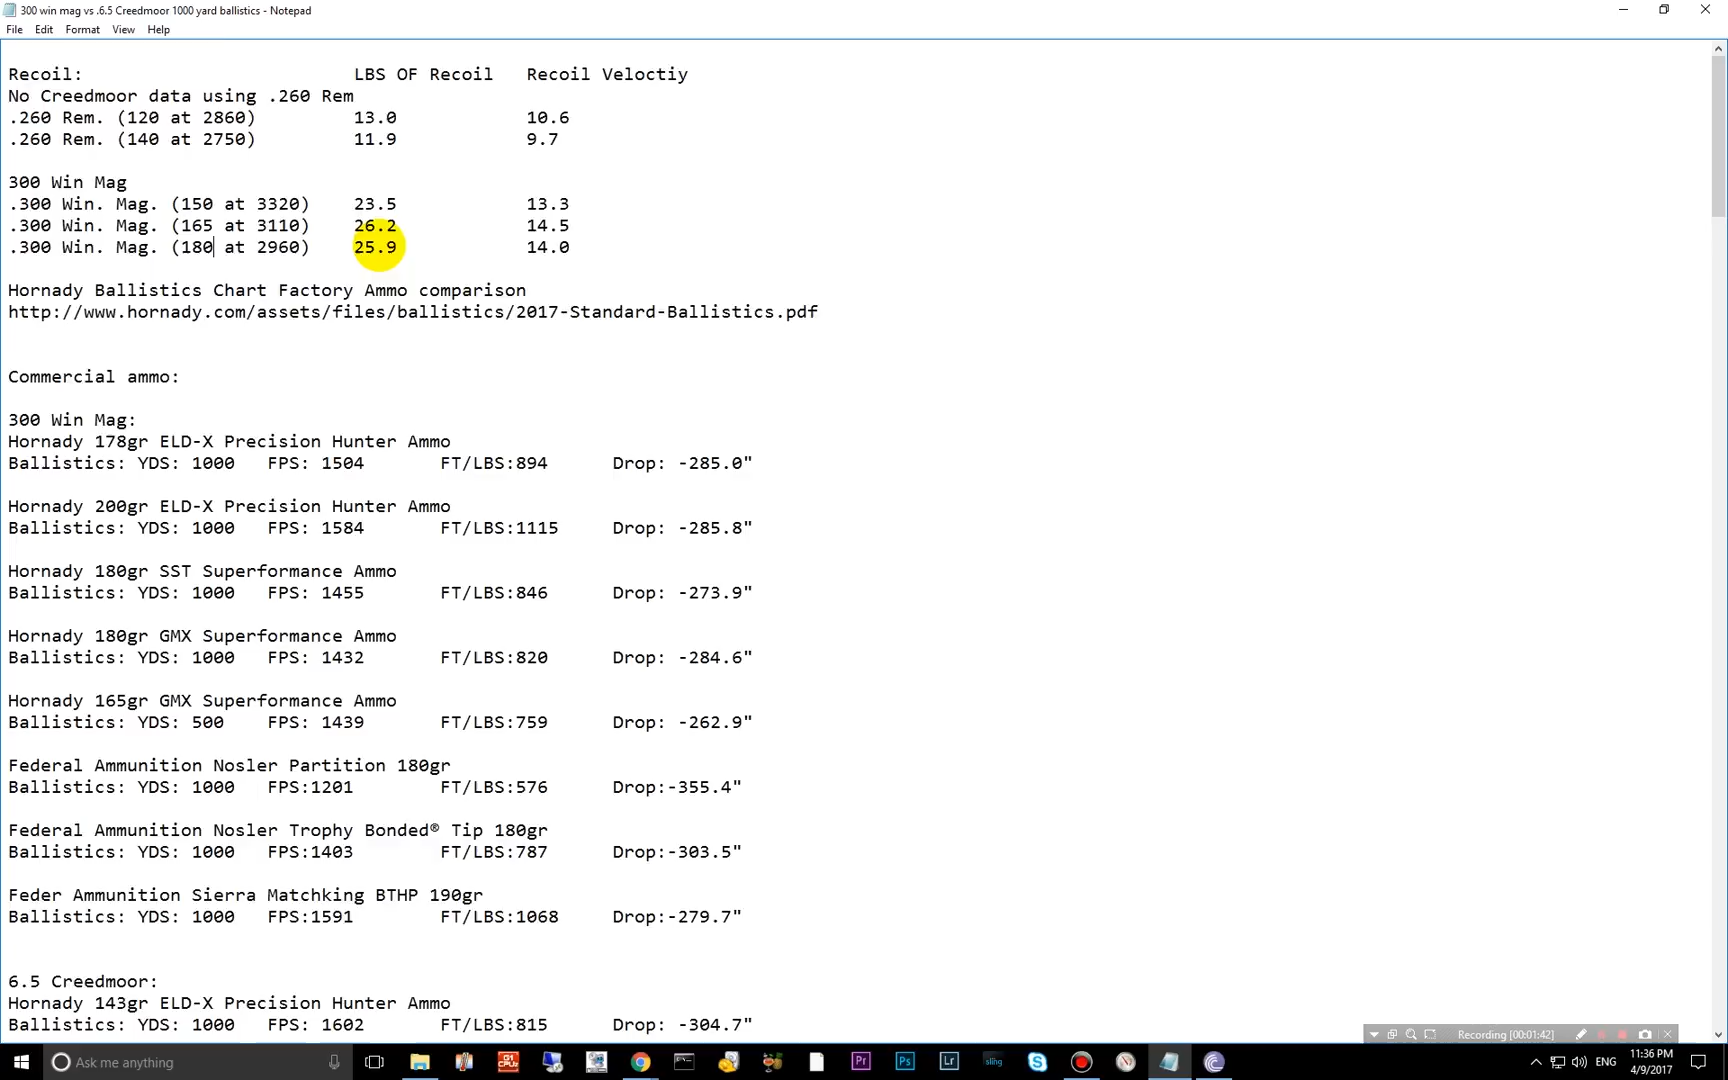 300 win mag vs .6.5 Creedmoor 1000 yard ballistics - Notepad
File Edit Format View Help
Recoil: LBS OF Recoil Recoil Veloctiy
No Creedmoor data using .260 Rem
.260 Rem. (120 at 2860) 13.0 10.6
.260 Rem. (140 at 2750) 11.9 9.7
300 Win Mag
.300 Win. Mag. (150 at 3320) 23.5 13.3
.300 Win. Mag. (165 at 3110) 26.2 14.5
.300 Win. Mag. (180 at 2960) 25.9 14.0
Hornady Ballistics Chart Factory Ammo comparison
http://www.hornady.com/assets/files/ballistics/2017-Standard-Ballistics.pdf
Commercial ammo:
300 Win Mag:
Hornady 178gr ELD-X Precision Hunter Ammo
Ballistics: YDS: 1000 FPS: 1504 FT/LBS:894 Drop: -285.0"
Hornady 200gr ELD-X Precision Hunter Ammo
Ballistics: YDS: 1000 FPS: 1584 FT/LBS:1115 Drop: -285.8"
Hornady 180gr SST Superformance Ammo
Ballistics: YDS: 1000 FPS: 1455 FT/LBS:846 Drop: -273.9"
Hornady 180gr GMX Superformance Ammo
Ballistics: YDS: 1000 FPS: 1432 FT/LBS:820 Drop: -284.6"
Hornady 165gr GMX Superformance Ammo
Ballistics: YDS: 500 FPS: 1439 FT/LBS:759 Drop: -262.9"
Federal Ammunition Nosler Partition 180gr
Ballistics: YDS: 1000 FPS:1201 FT/LBS:576 Drop:-355.4"
Federal Ammunition Nosler Trophy Bonded® Tip 180gr
Ballistics: YDS: 1000 FPS:1403 FT/LBS:787 Drop:-303.5"
Feder Ammunition Sierra Matchking BTHP 190gr
Ballistics: YDS: 1000 FPS:1591 FT/LBS:1068 Drop:-279.7"
6.5 Creedmoor:
Hornady 143gr ELD-X Precision Hunter Ammo
Ballistics: YDS: 1000 FPS: 1602 FT/LBS:815 Drop: -304.7"
Recording [00:01:42]
Ask me anything
G1
CPU
Pr
Ps
Lr
sling
ENG
11:36 PM
4/9/2017